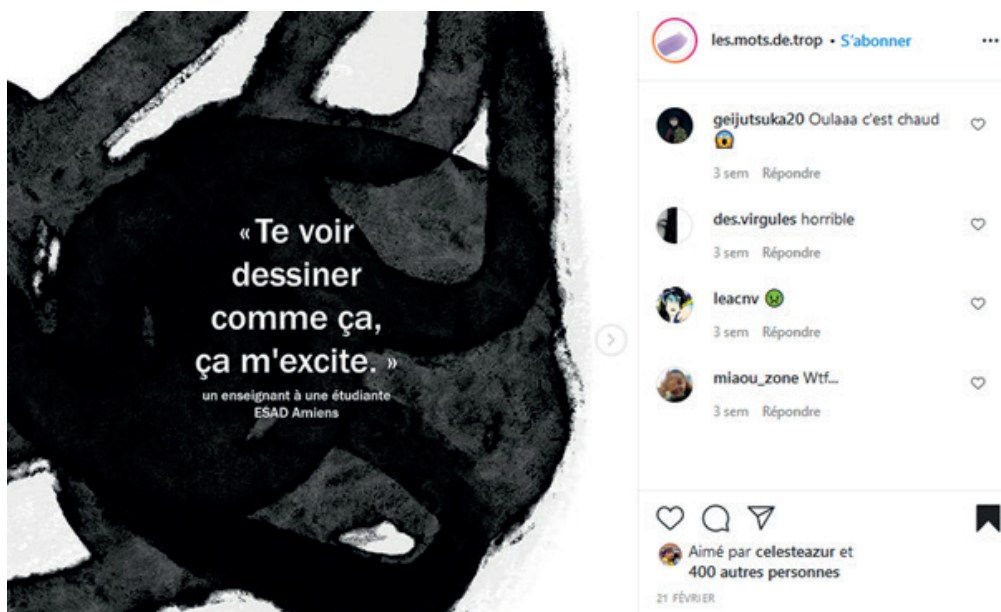 « Te voir
dessiner
comme ça,
ça m'excite. »
un enseignant à une étudiante
ESAD Amiens
les.mots.de.trop • S'abonner
geijutsuka20 Oulaaa c'est chaud
😱
3 sem Répondre
des.virgules horrible
3 sem Répondre
leacnv 🤢
3 sem Répondre
miaou_zone Wtf...
3 sem Répondre
Aimé par celesteazur et
400 autres personnes
21 FÉVRIER